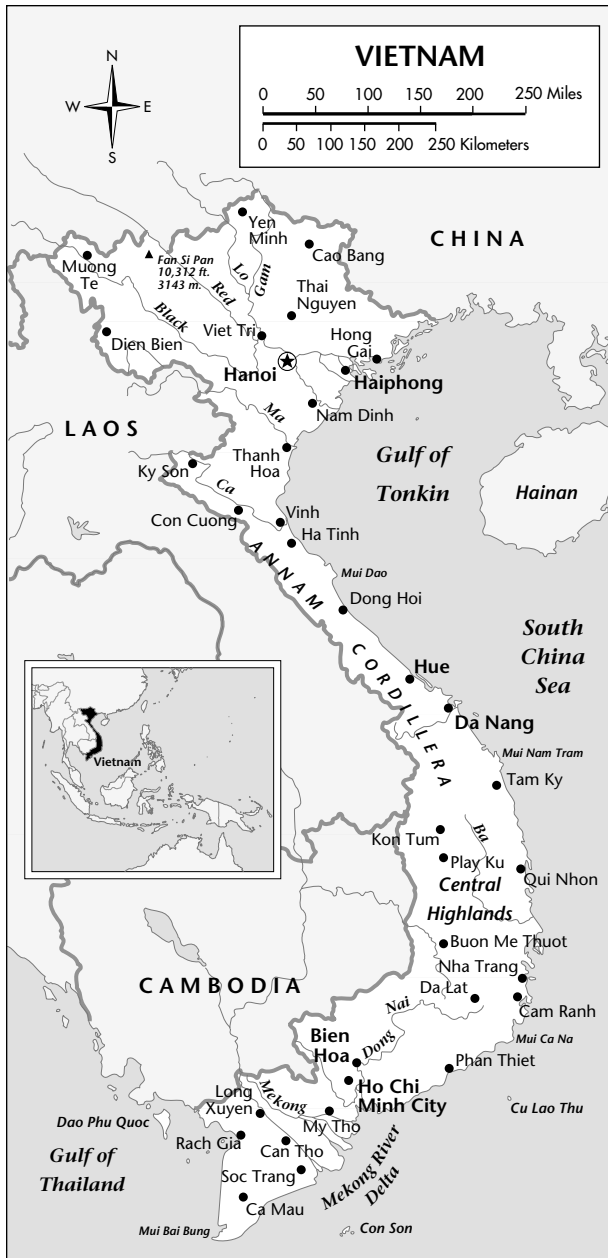 VIETNAM
0 50 100 150 200 250 Miles
0 50 100 150 200 250 Kilometers
N
W E
S
CHINA
Yen
Minh
Cao Bang
Fan Si Pan
10,312 ft.
3143 m.
Muong
Te
Lo
Gam
Red
Thai
Nguyen
Black
Viet Tri
Hong
Gai
Dien Bien
Hanoi
Haiphong
Nam Dinh
Ma
LAOS
Thanh
Hoa
Gulf of
Tonkin
Ky Son
Hainan
Ca
Con Cuong
Vinh
Ha Tinh
ANNAM CORDILLERA
Mui Dao
Dong Hoi
South
China
Sea
Hue
Da Nang
Vietnam
Mui Nam Tram
Tam Ky
Ba
Kon Tum
Play Ku
Qui Nhon
Central
Highlands
Buon Me Thuot
Nha Trang
CAMBODIA
Da Lat
Cam Ranh
Dong Nai
Mui Ca Na
Bien
Hoa
Phan Thiet
Ho Chi
Minh City
Long
Xuyen
Mekong
Cu Lao Thu
Dao Phu Quoc
My Tho
Rach Gia
Can Tho
Gulf of
Thailand
Soc Trang
Mekong River
Delta
Ca Mau
Mui Bai Bung
Con Son